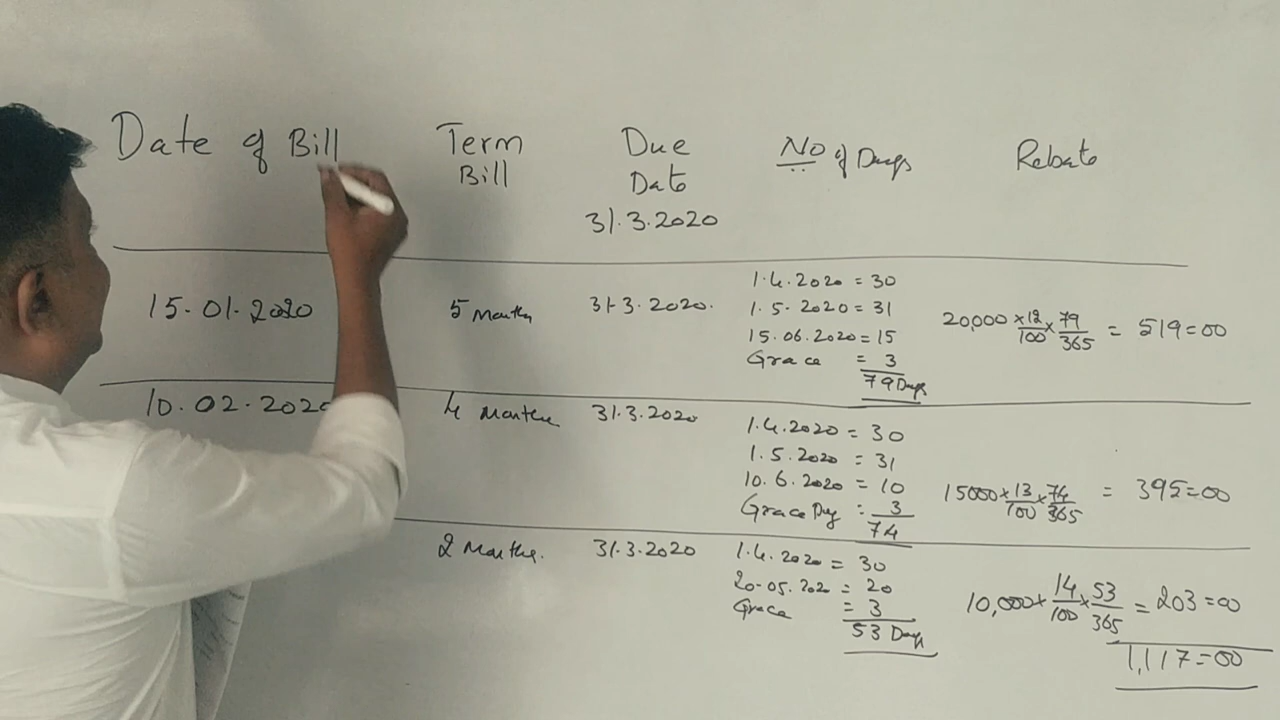 Date of Bill
Term
Bill
Due
Date
31.3.2020
No of Days
Rebate
15.01.2020
5 Months
31.3.2020.
1.4.2020 = 30
1.5.2020 = 31
15.06.2020 = 15
Grace = 3
79 Days
20,000 × 12/100 × 79/365 = 519=00
10.02.2020
4 Months
31.3.2020
1.4.2020 = 30
1.5.2020 = 31
10.6.2020 = 10
Grace Day = 3
74
15000 × 13/100 × 74/365 = 395=00
2 Months.
31.3.2020
1.4.2020 = 30
20-05.2020 = 20
Grace = 3
53 Days
10,000 × 14/100 × 53/365 = 203=00
1,117=00